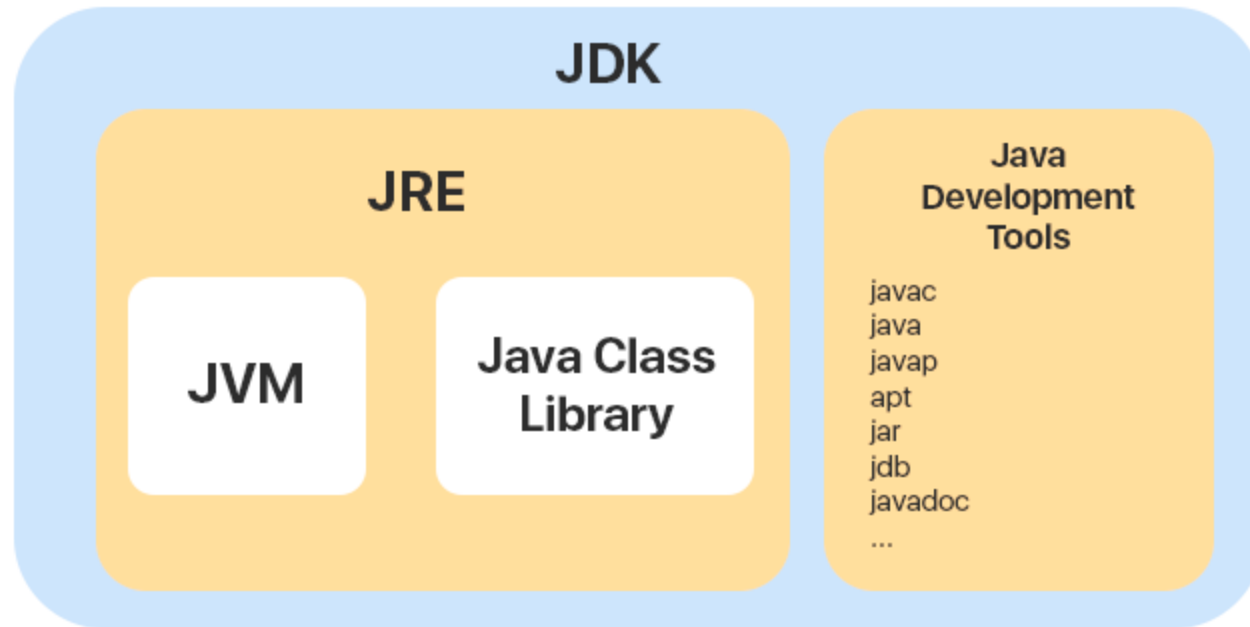 JDK
JRE
JVM
Java Class
Library
Java
Development
Tools
javac
java
javap
apt
jar
jdb
javadoc
...